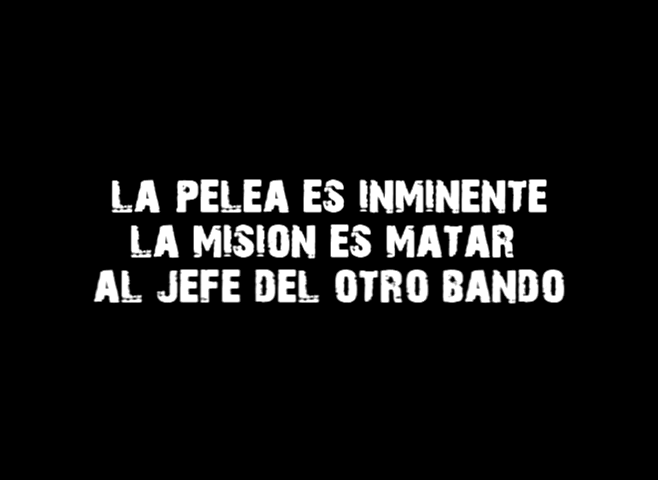 LA PELEA ES INMINENTE
LA MISION ES MATAR
AL JEFE DEL OTRO BANDO